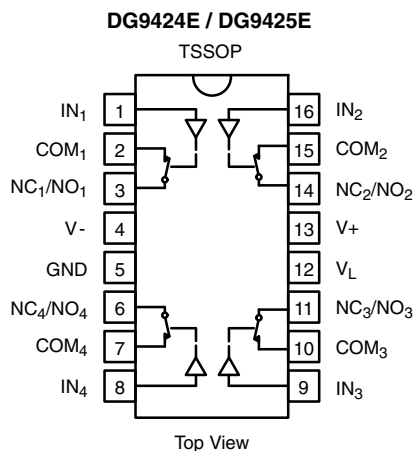 DG9424E / DG9425E
TSSOP
IN₁ 1 16 IN₂
COM₁ 2 15 COM₂
NC₁/NO₁ 3 14 NC₂/NO₂
V- 4 13 V+
GND 5 12 V_L
NC₄/NO₄ 6 11 NC₃/NO₃
COM₄ 7 10 COM₃
IN₄ 8 9 IN₃
Top View